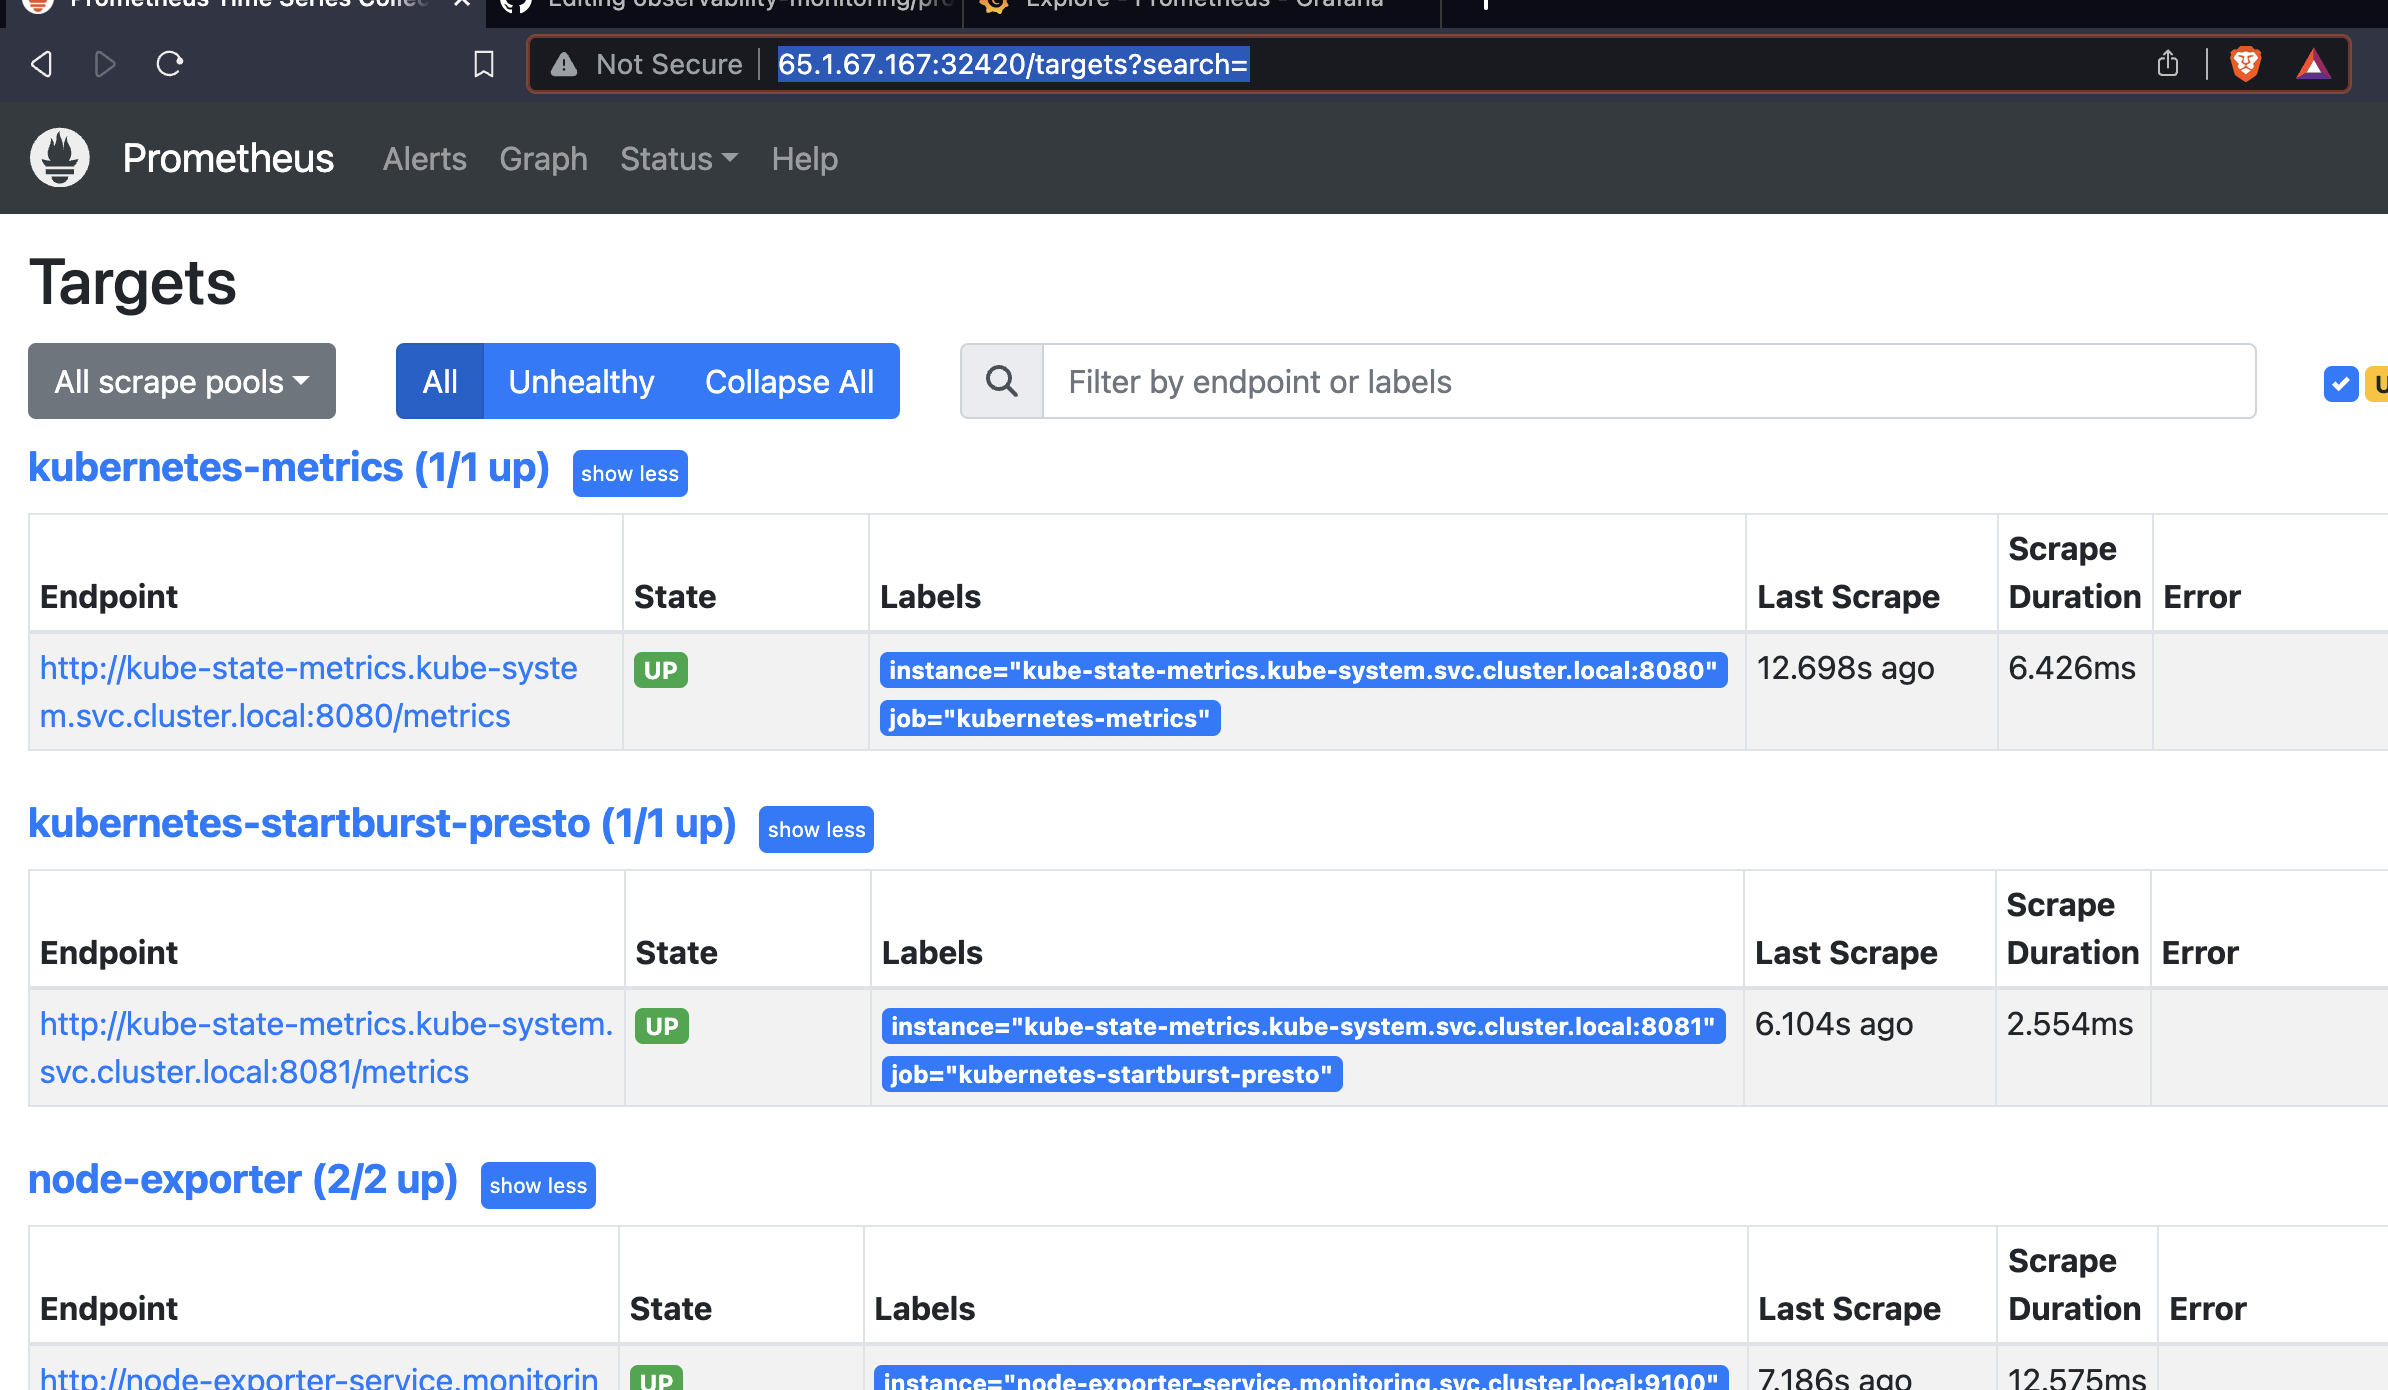 Prometheus Time Series Collec
Editing observability-monitoring/pro
Explore - Prometheus - Grafana
Not Secure
65.1.67.167:32420/targets?search=
Prometheus
Alerts
Graph
Status
Help
Targets
All scrape pools
All
Unhealthy
Collapse All
Filter by endpoint or labels
U
kubernetes-metrics (1/1 up)
show less
Endpoint
State
Labels
Last Scrape
Scrape
Duration
Error
http://kube-state-metrics.kube-syste
m.svc.cluster.local:8080/metrics
UP
instance="kube-state-metrics.kube-system.svc.cluster.local:8080"
job="kubernetes-metrics"
12.698s ago
6.426ms
kubernetes-startburst-presto (1/1 up)
show less
Endpoint
State
Labels
Last Scrape
Scrape
Duration
Error
http://kube-state-metrics.kube-system.
svc.cluster.local:8081/metrics
UP
instance="kube-state-metrics.kube-system.svc.cluster.local:8081"
job="kubernetes-startburst-presto"
6.104s ago
2.554ms
node-exporter (2/2 up)
show less
Endpoint
State
Labels
Last Scrape
Scrape
Duration
Error
http://node-exporter-service.monitorin
UP
instance="node-exporter-service.monitoring.svc.cluster.local:9100"
7.186s ago
12.575ms